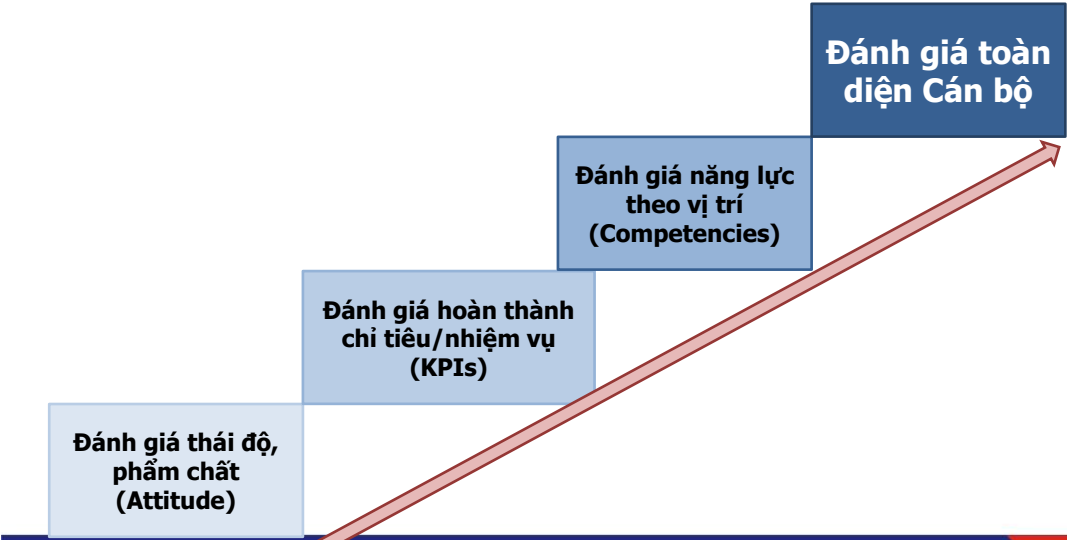 Đánh giá toàn
diện Cán bộ
Đánh giá năng lực
theo vị trí
(Competencies)
Đánh giá hoàn thành
chỉ tiêu/nhiệm vụ
(KPIs)
Đánh giá thái độ,
phẩm chất
(Attitude)